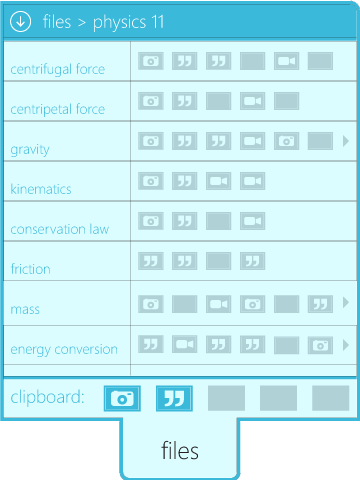 files > physics 11
centrifugal force
centripetal force
gravity
kinematics
conservation law
friction
mass
energy conversion
clipboard:
files